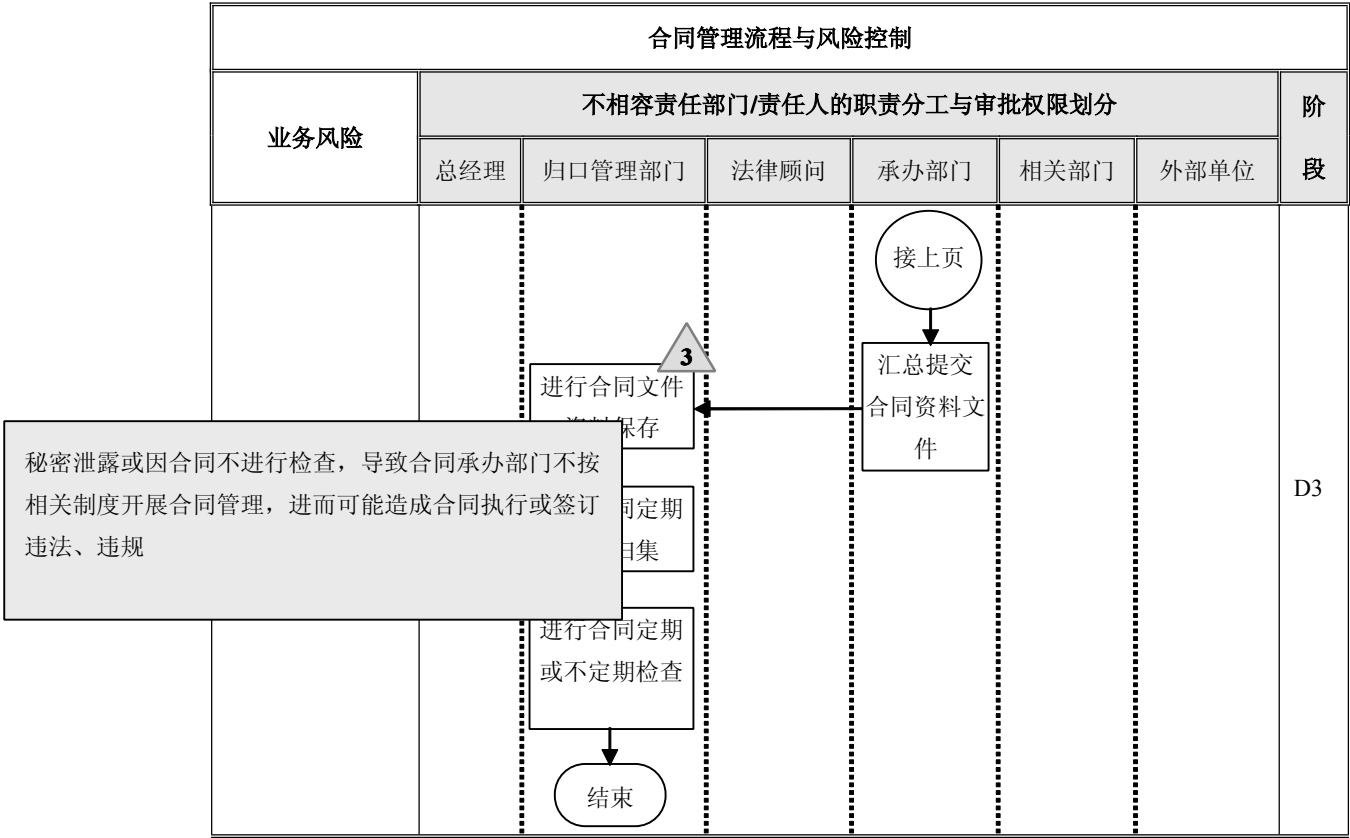 合同管理流程与风险控制
业务风险
不相容责任部门/责任人的职责分工与审批权限划分
阶
段
总经理
归口管理部门
法律顾问
承办部门
相关部门
外部单位
接上页
汇总提交
合同资料文
件
3
进行合同文件
保存
秘密泄露或因合同不进行检查，导致合同承办部门不按
相关制度开展合同管理，进而可能造成合同执行或签订
违法、违规
同定期
归集
进行合同定期
或不定期检查
结束
D3